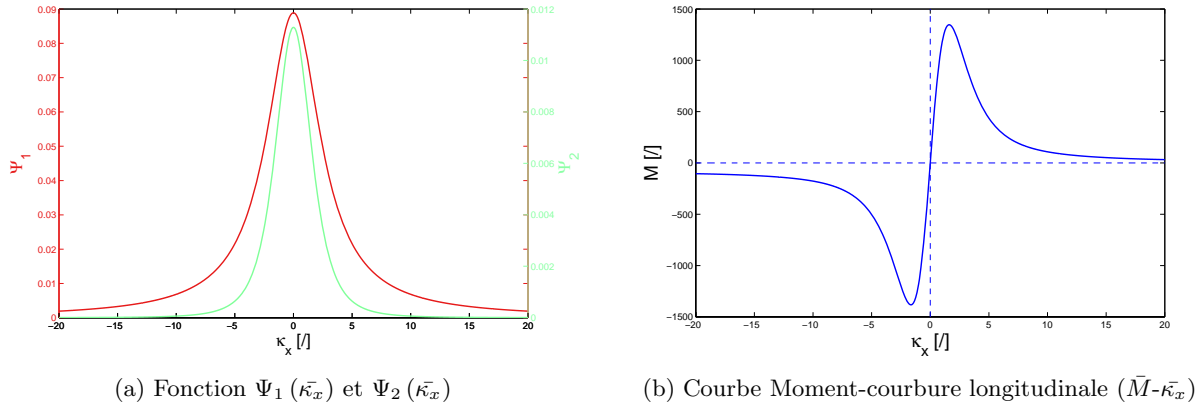 0.09
0.08
0.07
0.06
0.05
0.04
0.03
0.02
0.01
0
Ψ₁
0.012
0.01
0.008
0.006
0.004
0.002
0
Ψ₂
−20 −15 −10 −5 0 5 10 15 20
κₓ [/]
(a) Fonction Ψ₁ (κ̄ₓ) et Ψ₂ (κ̄ₓ)
1500
1000
500
0
−500
−1000
−1500
M [/]
−20 −15 −10 −5 0 5 10 15 20
κₓ [/]
(b) Courbe Moment-courbure longitudinale (M̄-κ̄ₓ)